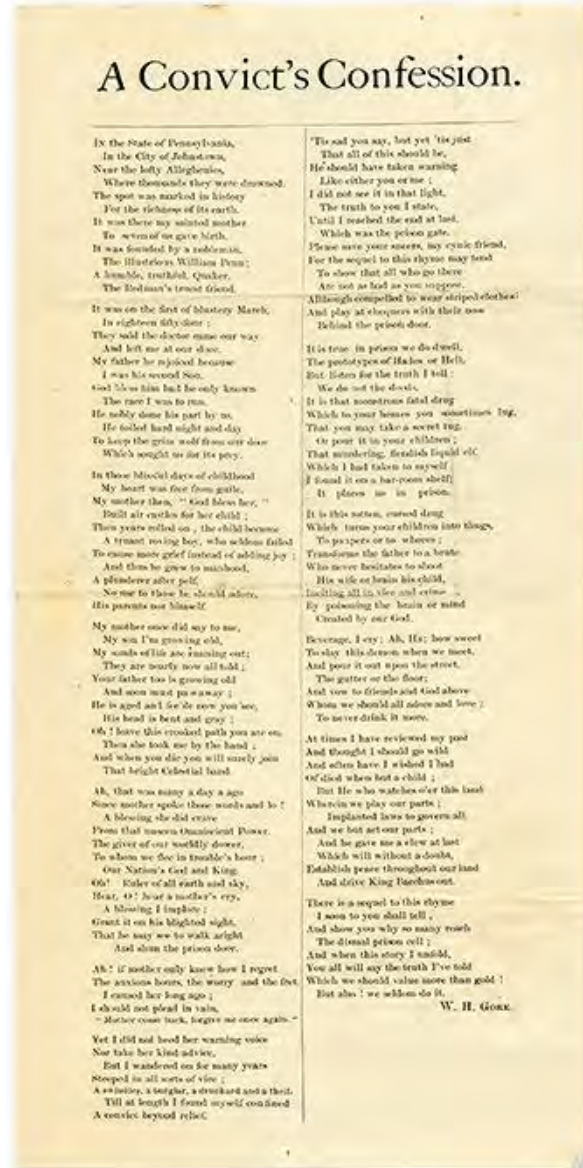 A Convict's Confession.
IN the State of Pennsylvania,
In the City of Johnstown,
Near the lofty Alleghenies,
Where thousands they were drowned.
The spot was marked in history
For the richness of its earth.
It was there my sainted mother
To seven of us gave birth.
It was founded by a nobleman,
The illustrious William Penn;
A humble, truthful, Quaker,
The Redman's truest friend.
It was on the first of blustery March,
In eighteen fifty-four;
They said the doctor came our way
And left me at our door.
My father he rejoiced because
I was his second Son,
God bless him had he only known
The race I was to run.
He nobly done his part by us,
He toiled hard night and day
To keep the grim wolf from our door
Which sought us for its prey.
In those blissful days of childhood
My heart was free from guile,
My mother then, "God bless her,"
Built air castles for her child;
Then years rolled on, the child became
A truant roving boy, who seldom failed
To cause more grief instead of adding joy;
And thus he grew to manhood,
A plunderer after pelf,
No use to those he should adore,
His parents nor himself.
My mother once did say to me,
My son I'm growing old,
My sands of life are running out;
They are nearly now all told;
Your father too is growing old
And soon must pass away;
He is aged and feeble now you see,
His head is bent and gray;
Oh! leave this crooked path you are on,
Then she took me by the hand;
And when you die you will surely join
That bright Celestial band.
Ah, that was many a day ago
Since mother spoke those words and lo!
A blessing she did crave
From that unseen Omniscient Power.
The giver of our worldly dower,
To whom we flee in trouble's hour;
Our Nation's God and King.
Oh! Ruler of all earth and sky,
Hear, O! hear a mother's cry,
A blessing I implore;
Grant it on his blighted sight,
That he may see to walk aright
And shun the prison door.
Ah! if mother only knew how I regret
The anxious hours, the worry and the fret
I caused her long ago;
I should not plead in vain,
"Mother come back, forgive me once again."
Yet I did not heed her warning voice
Nor take her kind advice,
But I wandered on for many years
Steeped in all sorts of vice;
A swindler, a burglar, a drunkard and a thief,
Till at length I found myself confined
A convict beyond relief.
'Tis sad you say, but yet 'tis just
That all of this should be,
He should have taken warning
Like either you or me;
I did not see it in that light,
The truth to you I state,
Until I reached the end at last,
Which was the prison gate.
Please save your sneers, my cynic friend,
For the sequel to this rhyme may tend
To show that all who go there
Are not as bad as you suppose,
Although compelled to wear striped clothes;
And play at checquers with their nose
Behind the prison door.
It is true in prison we do dwell,
The prototypes of Hades or Hell,
But listen for the truth I tell:
We do not the devils,
It is that monstrous fatal drug
Which to your homes you sometimes lug,
That you may take a secret tug,
Or pour it in your children;
That murdering, fiendish liquid elf,
Which I had taken to myself
I found it on a bar-room shelf;
It places us in prison.
It is this rotten, cursed drug
Which turns your children into thugs,
To paupers or to whores;
Transforms the father to a brute
Who never hesitates to shoot
His wife or brain his child,
Inciting all in vice and crime
By poisoning the brain or mind
Created by our God.
Beverage, I cry; Ah, Ha; how sweet
To slay this demon when we meet,
And pour it out upon the street,
The gutter or the floor;
And vow to friends and God above
Whom we should all adore and love;
To never drink it more.
At times I have reviewed my past
And thought I should go wild
And often have I wished I had
Of died when but a child;
But He who watches o'er this land
Wherein we play our parts;
Implanted laws to govern all,
And we but act our parts;
And he gave me a clew at last
Which will without a doubt,
Establish peace throughout our land
And drive King Bacchus out.
There is a sequel to this rhyme
I soon to you shall tell,
And show you why so many reach
The dismal prison cell;
And when this story I unfold,
You all will say the truth I've told
Which we should value more than gold!
But alas! we seldom do it.
W. H. GORE.